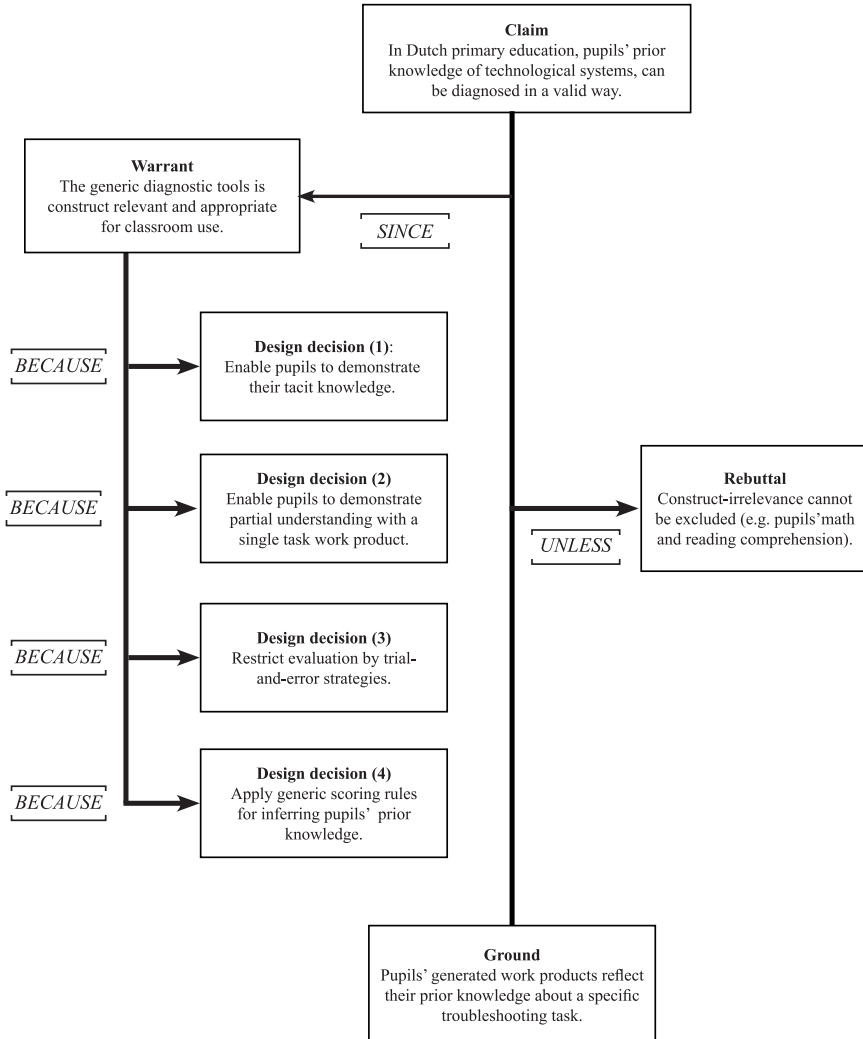 Claim
In Dutch primary education, pupils' prior
knowledge of technological systems, can
be diagnosed in a valid way.
Warrant
The generic diagnostic tools is
construct relevant and appropriate
for classroom use.
SINCE
BECAUSE
Design decision (1):
Enable pupils to demonstrate
their tacit knowledge.
BECAUSE
Design decision (2)
Enable pupils to demonstrate
partial understanding with a
single task work product.
UNLESS
Rebuttal
Construct-irrelevance cannot
be excluded (e.g. pupils'math
and reading comprehension).
BECAUSE
Design decision (3)
Restrict evaluation by trial-
and-error strategies.
BECAUSE
Design decision (4)
Apply generic scoring rules
for inferring pupils' prior
knowledge.
Ground
Pupils' generated work products reflect
their prior knowledge about a specific
troubleshooting task.